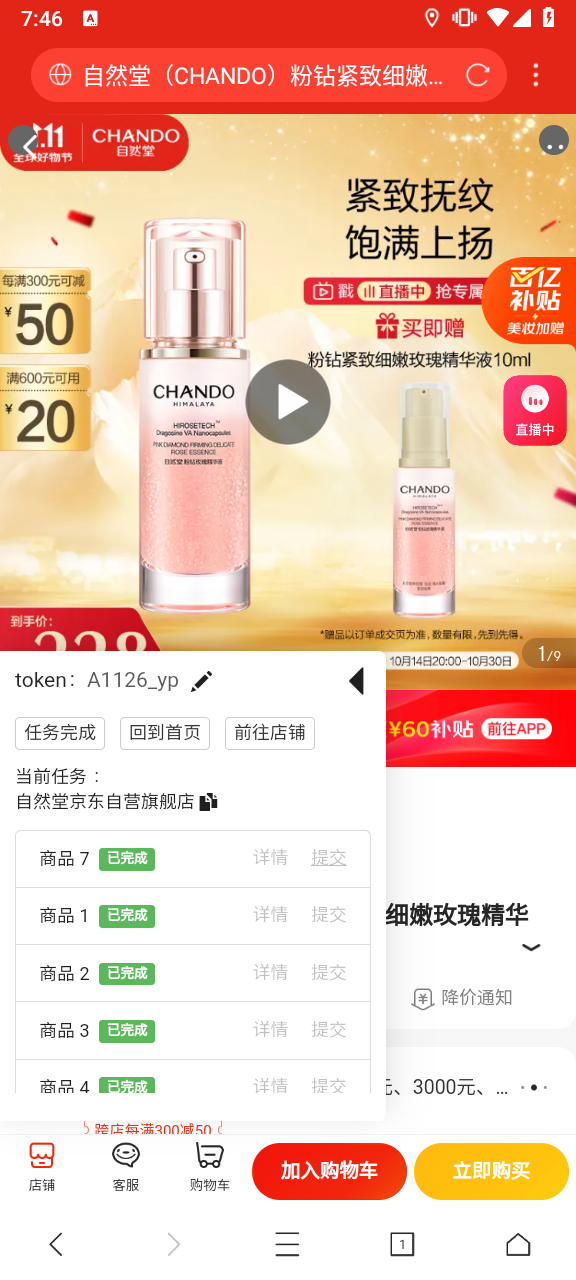 7:46
自然堂（CHANDO）粉钻紧致细嫩...
11.11
全球好物节
CHANDO
自然堂
紧致抚纹
饱满上扬
戳 直播中 抢专属
买即赠
粉钻紧致细嫩玫瑰精华液10ml
百亿
补贴
美妆加赠
每满300元可减
¥50
满600元可用
¥20
直播中
CHANDO
HIMALAYA
HIROSETECH™
Dragosine VA Nanocapsules
PINK DIAMOND FIRMING DELICATE
ROSE ESSENCE
自然堂 粉钻玫瑰精华液
CHANDO
HIMALAYA
到手价:
*赠品以订单成交页为准，数量有限，先到先得。
1/9
10月14日20:00-10月30日
token： A1126_yp
任务完成 回到首页 前往店铺
¥60补贴 前往APP
当前任务：
自然堂京东自营旗舰店
商品 7 已完成 详情 提交
商品 1 已完成 详情 提交
细嫩玫瑰精华
商品 2 已完成 详情 提交
降价通知
商品 3 已完成 详情 提交
商品 4 已完成 详情 提交
元、3000元、...
跨店每满300减50
店铺
客服
购物车
加入购物车
立即购买
1